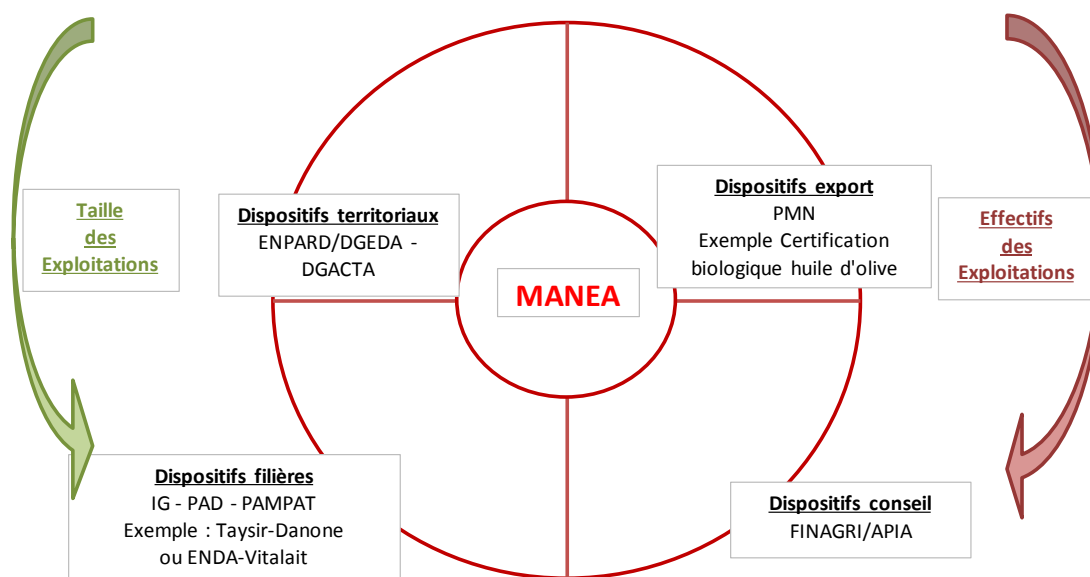 Taille
des
Exploitations
Dispositifs territoriaux
ENPARD/DGEDA -
DGACTA
Dispositifs export
PMN
Exemple Certification
biologique huile d'olive
Effectifs
des
Exploitations
MANEA
Dispositifs filières
IG - PAD - PAMPAT
Exemple : Taysir-Danone
ou ENDA-Vitalait
Dispositifs conseil
FINAGRI/APIA